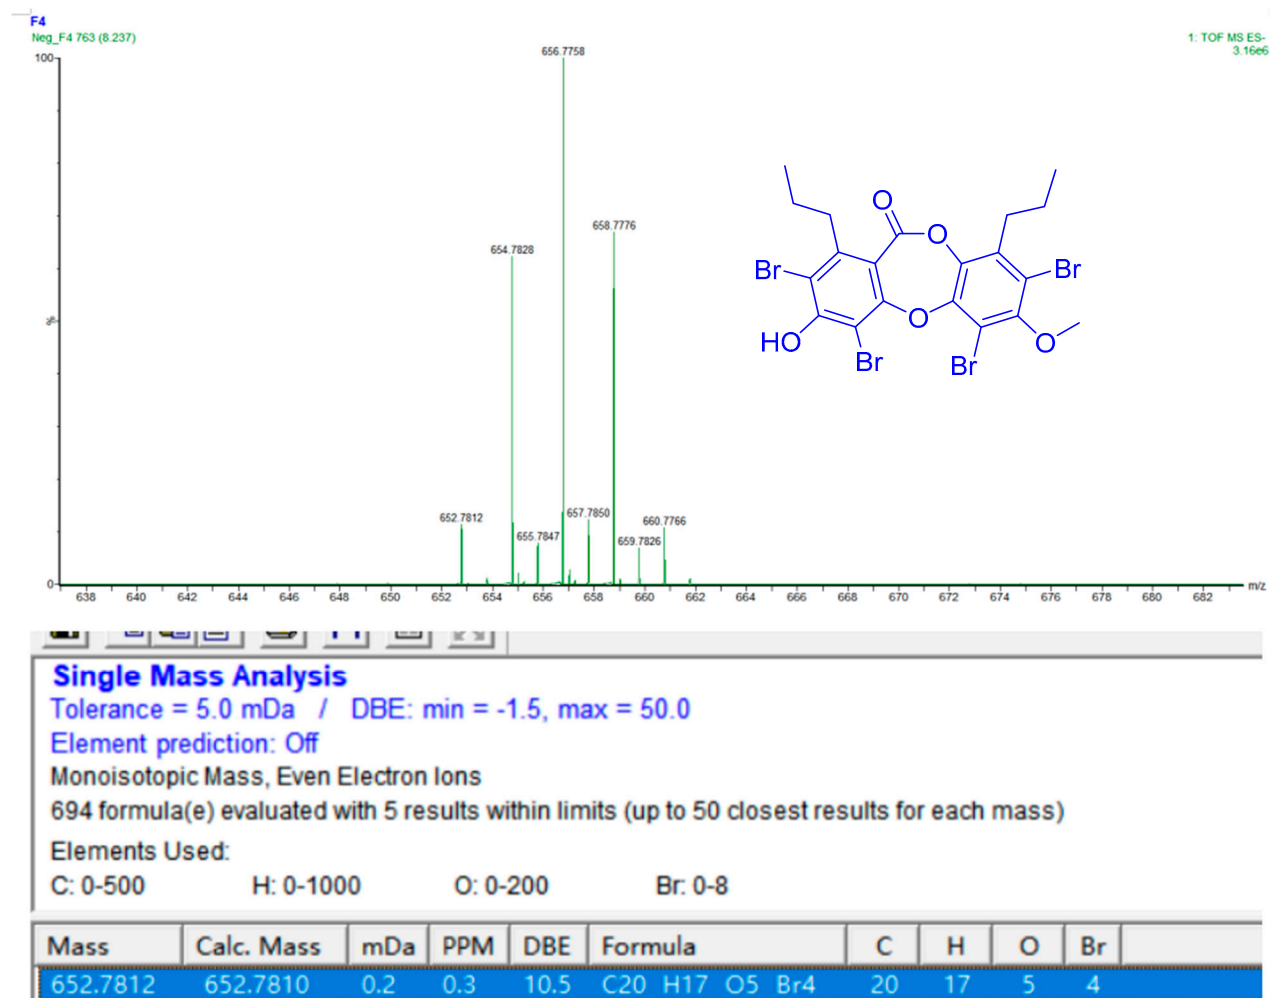 F4
Neg_F4 763 (8.237)
1: TOF MS ES-
3.16e6
100
%
0
656.7758
658.7776
654.7828
652.7812
655.7847
657.7850
659.7826
660.7766
638 640 642 644 646 648 650 652 654 656 658 660 662 664 666 668 670 672 674 676 678 680 682 m/z
O
O
Br
Br
HO
O
O
Br
Br
Single Mass Analysis
Tolerance = 5.0 mDa / DBE: min = -1.5, max = 50.0
Element prediction: Off
Monoisotopic Mass, Even Electron Ions
694 formula(e) evaluated with 5 results within limits (up to 50 closest results for each mass)
Elements Used:
C: 0-500 H: 0-1000 O: 0-200 Br: 0-8
Mass Calc. Mass mDa PPM DBE Formula C H O Br
652.7812 652.7810 0.2 0.3 10.5 C20 H17 O5 Br4 20 17 5 4